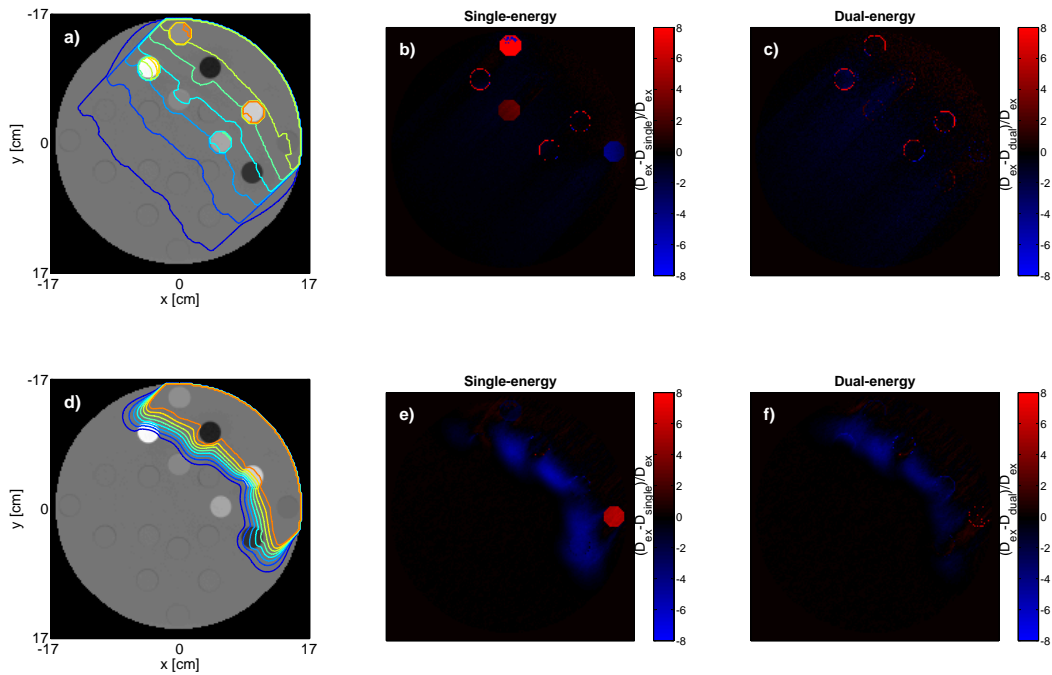 Single-energy
Dual-energy
-17
0
17
y [cm]
a)
-17
0
17
x [cm]
b)
8
6
4
2
0
-2
-4
-6
-8
(D_ex -D_single)/D_ex
c)
8
6
4
2
0
-2
-4
-6
-8
(D_ex -D_dual)/D_ex
Single-energy
Dual-energy
-17
0
17
y [cm]
d)
-17
0
17
x [cm]
e)
8
6
4
2
0
-2
-4
-6
-8
(D_ex -D_single)/D_ex
f)
8
6
4
2
0
-2
-4
-6
-8
(D_ex -D_dual)/D_ex